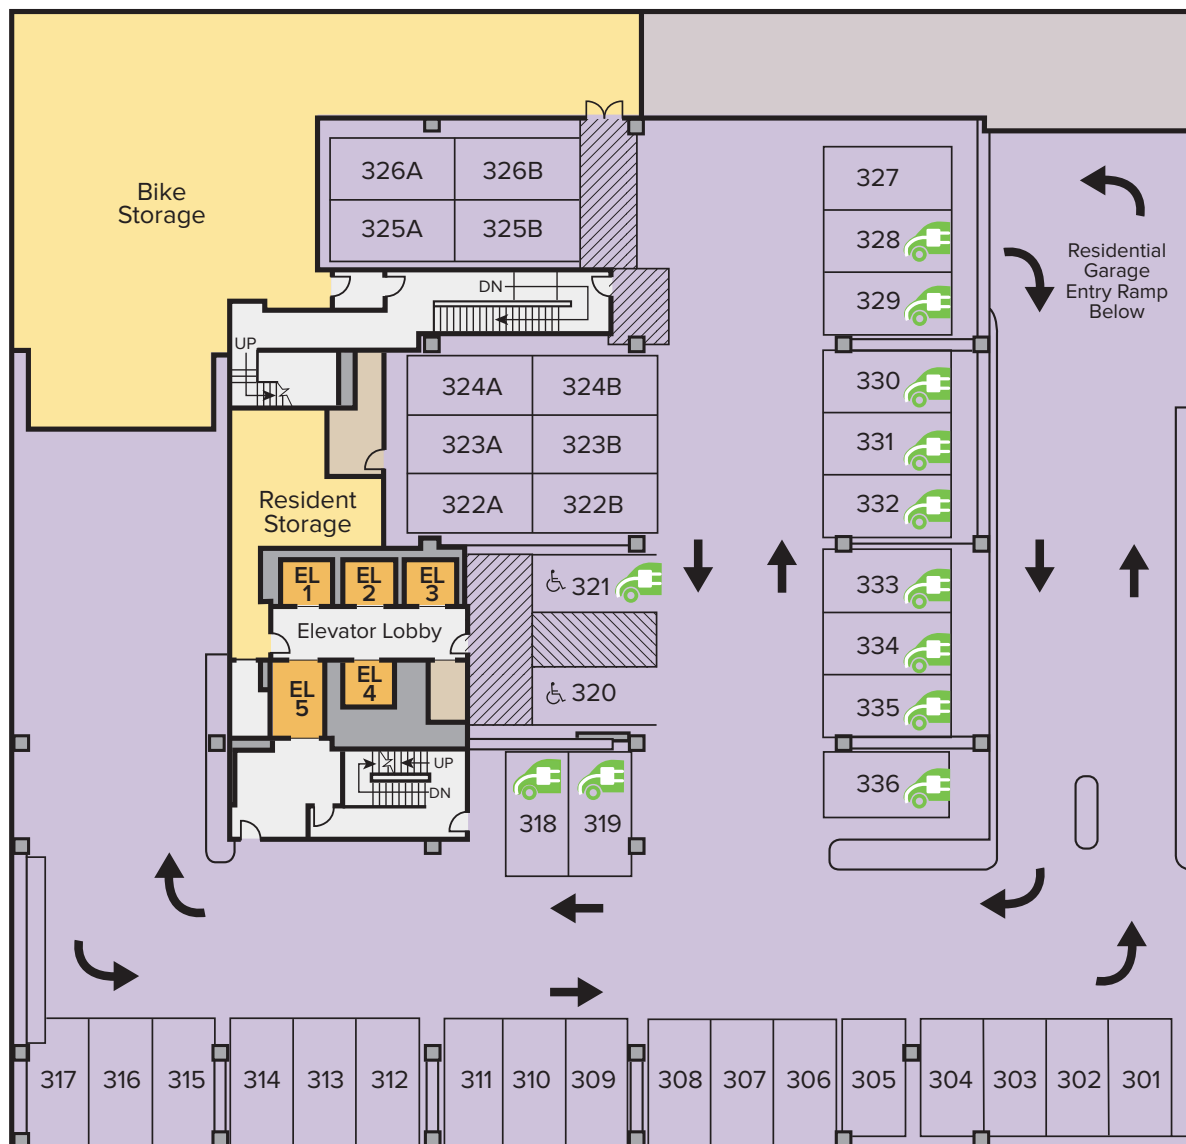 326A
326B
325A
325B
Bike
Storage
327
328
329
Residential
Garage
Entry Ramp
Below
DN
UP
324A
324B
323A
323B
322A
322B
330
331
332
Resident
Storage
EL
1
EL
2
EL
3
321
Elevator Lobby
333
334
335
EL
5
EL
4
320
UP
DN
318
319
336
317
316
315
314
313
312
311
310
309
308
307
306
305
304
303
302
301